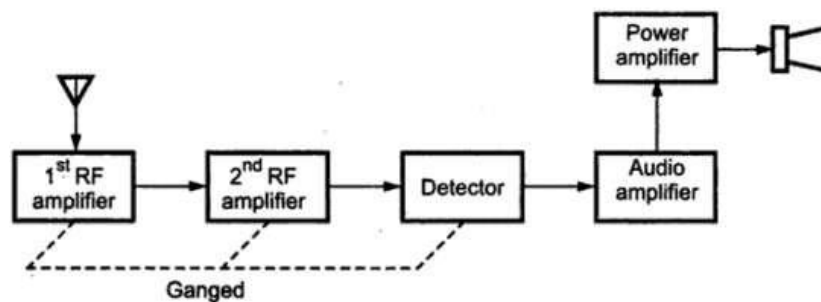 Power
amplifier
1st RF
amplifier
2nd RF
amplifier
Detector
Audio
amplifier
Ganged